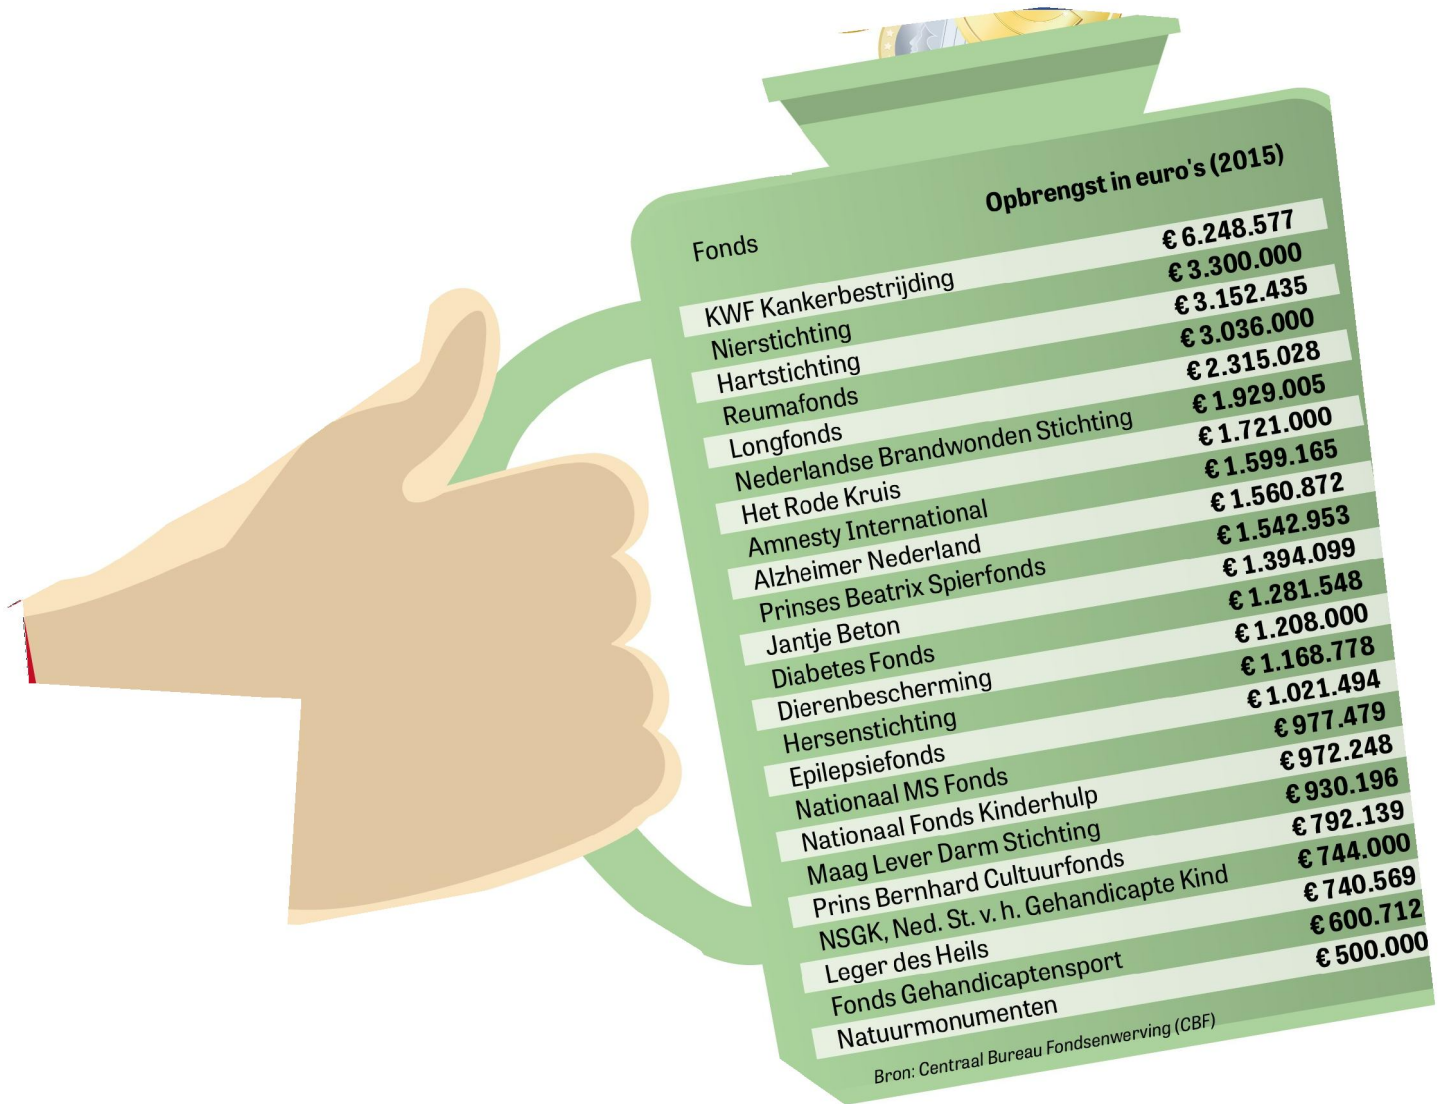 Fonds Opbrengst in euro's (2015)
KWF Kankerbestrijding € 6.248.577
Nierstichting € 3.300.000
Hartstichting € 3.152.435
Reumafonds € 3.036.000
Longfonds € 2.315.028
Nederlandse Brandwonden Stichting € 1.929.005
Het Rode Kruis € 1.721.000
Amnesty International € 1.599.165
Alzheimer Nederland € 1.560.872
Prinses Beatrix Spierfonds € 1.542.953
Jantje Beton € 1.394.099
Diabetes Fonds € 1.281.548
Dierenbescherming € 1.208.000
Hersenstichting € 1.168.778
Epilepsiefonds € 1.021.494
Nationaal MS Fonds € 977.479
Nationaal Fonds Kinderhulp € 972.248
Maag Lever Darm Stichting € 930.196
Prins Bernhard Cultuurfonds € 792.139
NSGK, Ned. St. v. h. Gehandicapte Kind € 744.000
Leger des Heils € 740.569
Fonds Gehandicaptensport € 600.712
Natuurmonumenten € 500.000
Bron: Centraal Bureau Fondsenwerving (CBF)